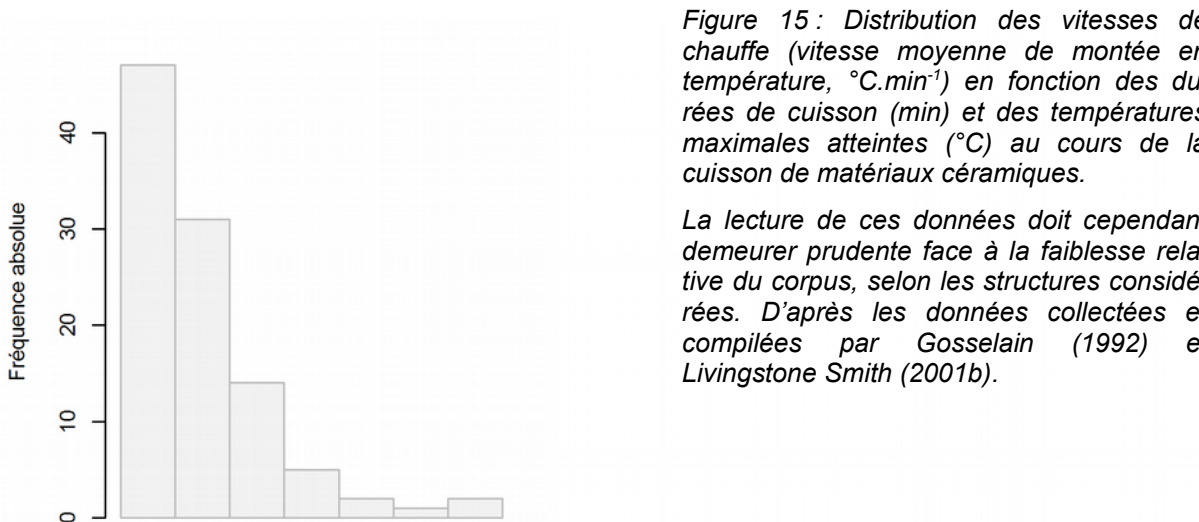 Figure 15 : Distribution des vitesses de
chauffe (vitesse moyenne de montée en
température, °C.min-1) en fonction des du
rées de cuisson (min) et des températures
maximales atteintes (°C) au cours de la
cuisson de matériaux céramiques.
La lecture de ces données doit cependan
demeurer prudente face à la faiblesse rela
tive du corpus, selon les structures considé
rées. D'après les données collectées e
compilées par Gosselain (1992) e
Livingstone Smith (2001b).
Fréquence absolue
40
30
20
10
0